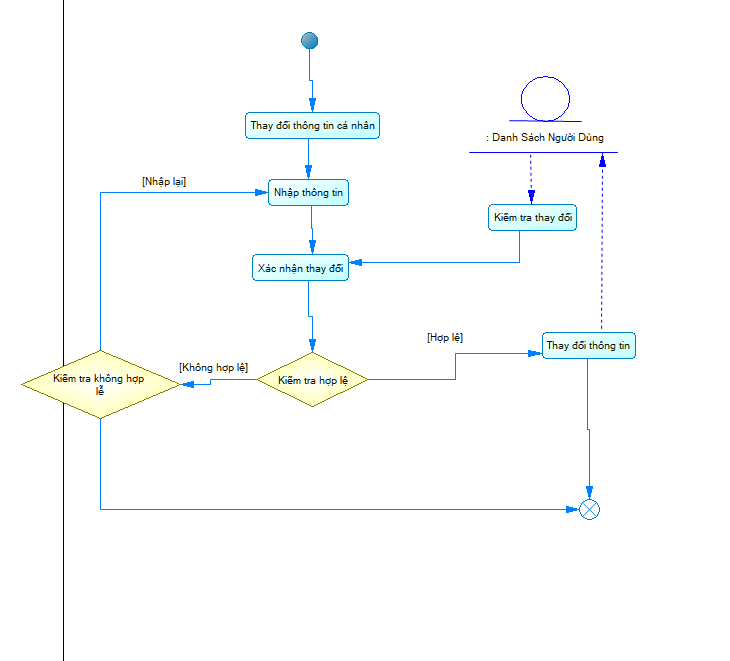 Thay đổi thông tin cá nhân
: Danh Sách Người Dùng
[Nhập lại]
Nhập thông tin
Kiểm tra thay đổi
Xác nhận thay đổi
[Hợp lệ]
Thay đổi thông tin
[Không hợp lệ]
Kiểm tra không hợp
lễ
Kiểm tra hợp lệ